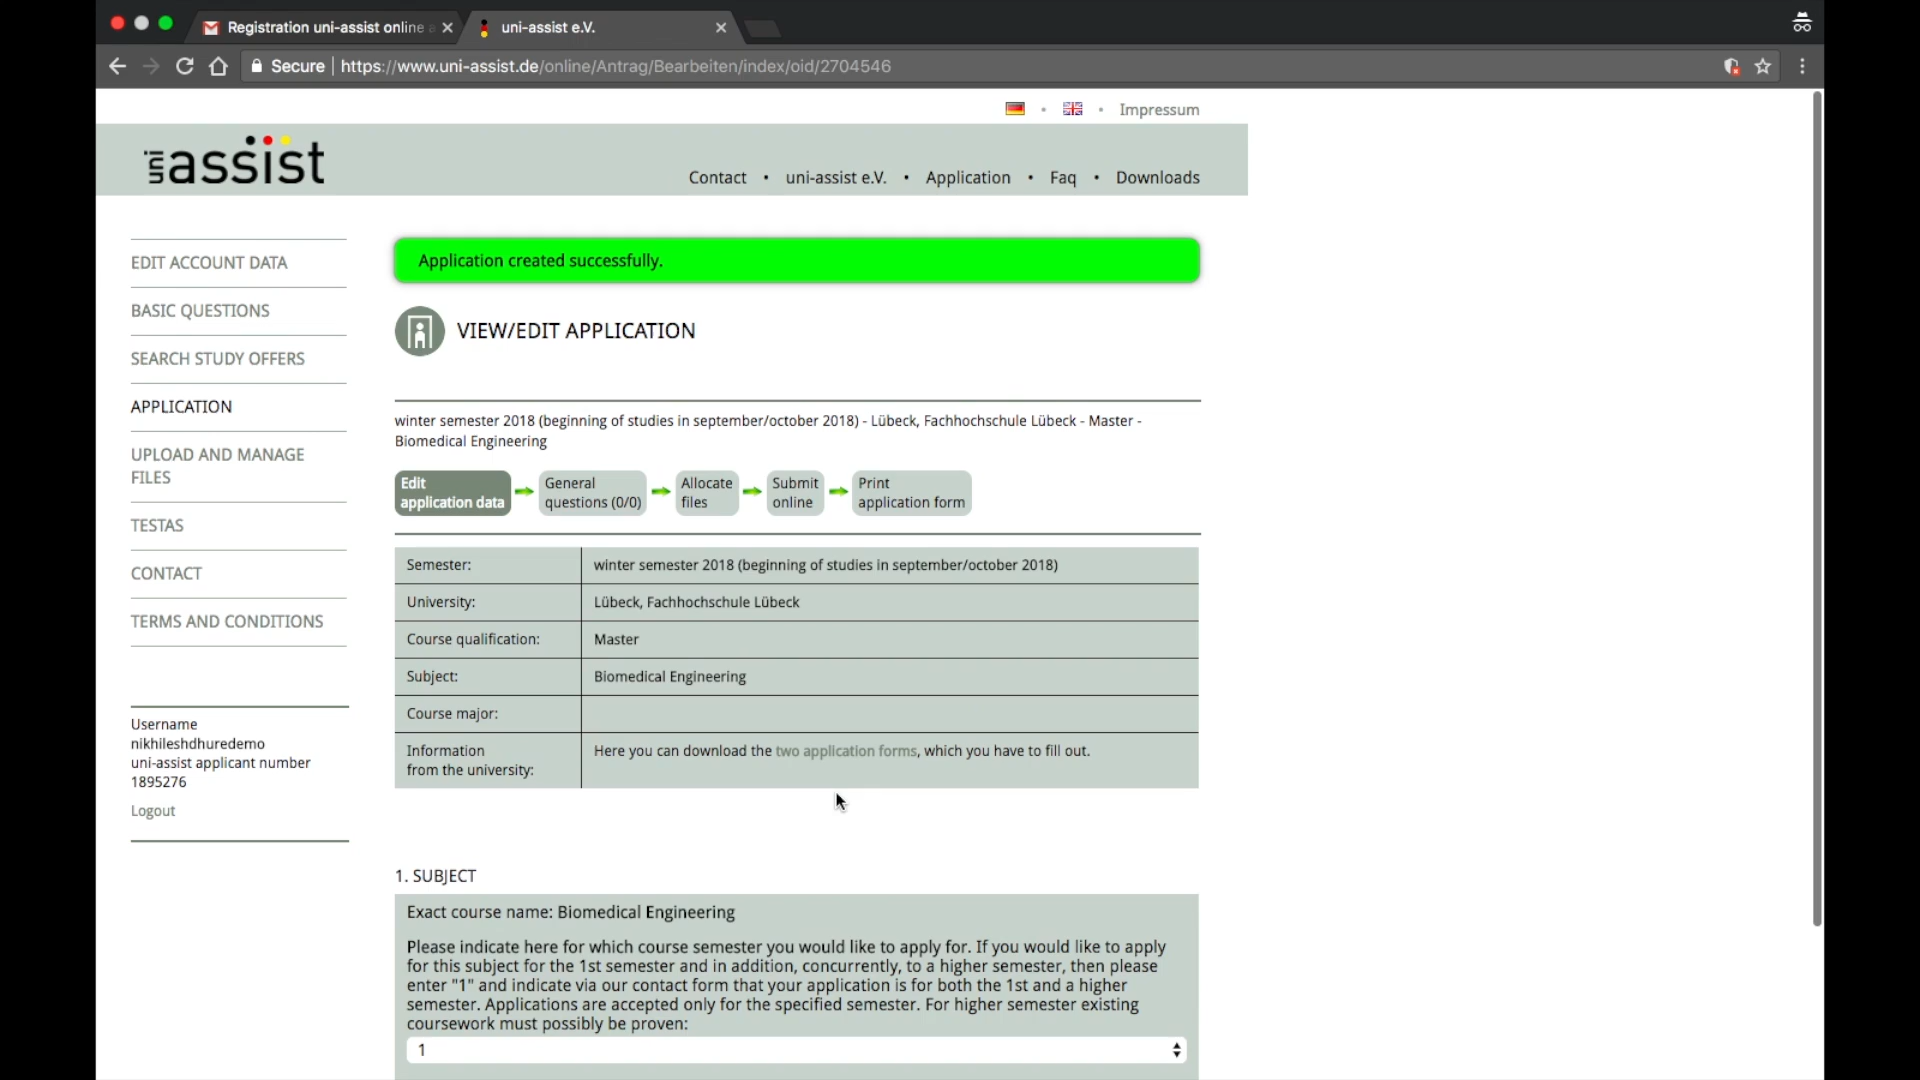 Registration uni-assist online
uni-assist e.V.
Secure | https://www.uni-assist.de/online/Antrag/Bearbeiten/index/oid/2704546
Impressum
uni assist
Contact • uni-assist e.V. • Application • Faq • Downloads
EDIT ACCOUNT DATA
BASIC QUESTIONS
SEARCH STUDY OFFERS
APPLICATION
UPLOAD AND MANAGE
FILES
TESTAS
CONTACT
TERMS AND CONDITIONS
Username
nikhileshdhuredemo
uni-assist applicant number
1895276
Logout
Application created successfully.
VIEW/EDIT APPLICATION
winter semester 2018 (beginning of studies in september/october 2018) - Lübeck, Fachhochschule Lübeck - Master -
Biomedical Engineering
Edit
application data
General
questions (0/0)
Allocate
files
Submit
online
Print
application form
Semester: winter semester 2018 (beginning of studies in september/october 2018)
University: Lübeck, Fachhochschule Lübeck
Course qualification: Master
Subject: Biomedical Engineering
Course major:
Information
from the university:
Here you can download the two application forms, which you have to fill out.
1. SUBJECT
Exact course name: Biomedical Engineering
Please indicate here for which course semester you would like to apply for. If you would like to apply
for this subject for the 1st semester and in addition, concurrently, to a higher semester, then please
enter "1" and indicate via our contact form that your application is for both the 1st and a higher
semester. Applications are accepted only for the specified semester. For higher semester existing
coursework must possibly be proven:
1